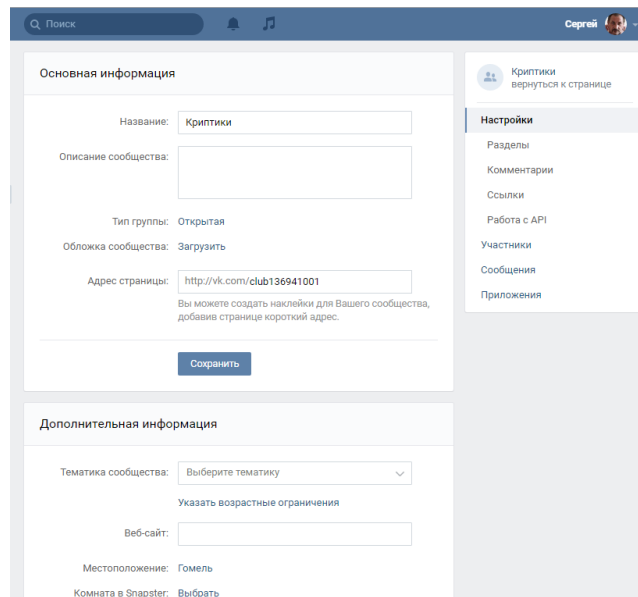 Поиск
Сергей
Основная информация
Название: Криптики
Описание сообщества:
Тип группы: Открытая
Обложка сообщества: Загрузить
Адрес страницы: http://vk.com/club136941001
Вы можете создать наклейки для Вашего сообщества,
добавив странице короткий адрес.
Сохранить
Дополнительная информация
Тематика сообщества: Выберите тематику
Указать возрастные ограничения
Веб-сайт:
Местоположение: Гомель
Комната в Snapster: Выбрать
Криптики
вернуться к странице
Настройки
Разделы
Комментарии
Ссылки
Работа с API
Участники
Сообщения
Приложения